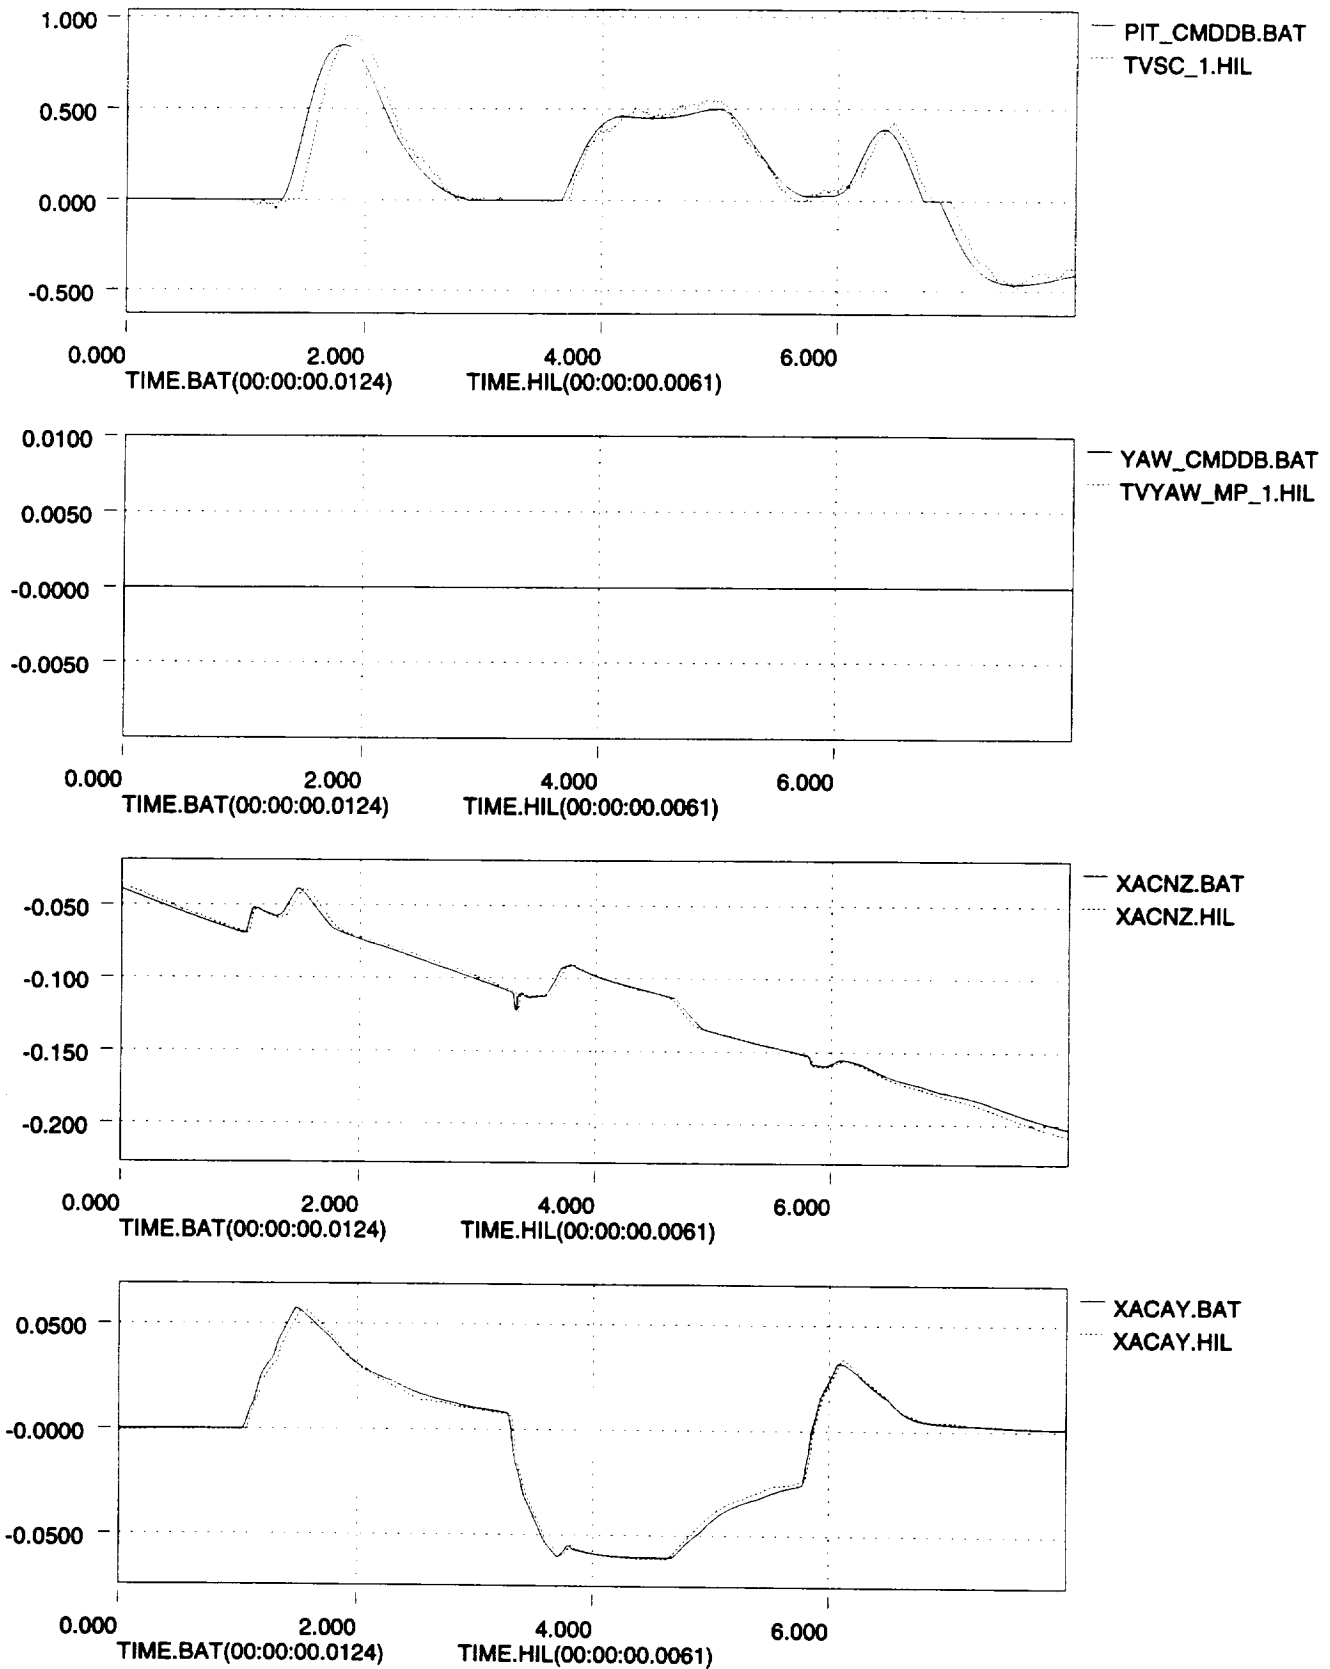 1.000
PIT_CMDDB.BAT
TVSC_1.HIL
0.500
0.000
-0.500
0.000 2.000 4.000 6.000
TIME.BAT(00:00:00.0124) TIME.HIL(00:00:00.0061)
0.0100
YAW_CMDDB.BAT
TVYAW_MP_1.HIL
0.0050
-0.0000
-0.0050
0.000 2.000 4.000 6.000
TIME.BAT(00:00:00.0124) TIME.HIL(00:00:00.0061)
XACNZ.BAT
XACNZ.HIL
-0.050
-0.100
-0.150
-0.200
0.000 2.000 4.000 6.000
TIME.BAT(00:00:00.0124) TIME.HIL(00:00:00.0061)
XACAY.BAT
XACAY.HIL
0.0500
-0.0000
-0.0500
0.000 2.000 4.000 6.000
TIME.BAT(00:00:00.0124) TIME.HIL(00:00:00.0061)